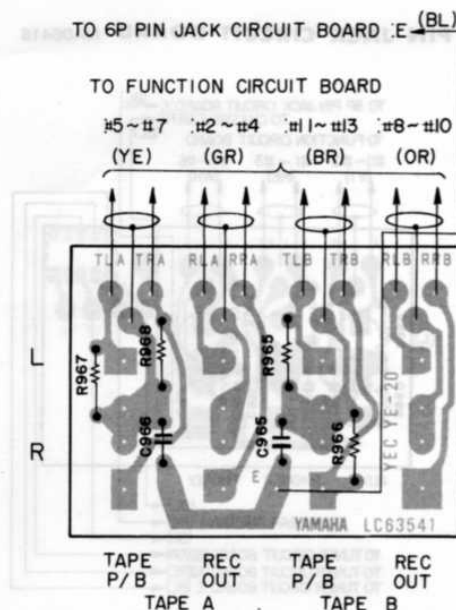 TO 6P PIN JACK CIRCUIT BOARD :E (BL)
TO FUNCTION CIRCUIT BOARD
:#5~#7 :#2~#4 :#11~#13 :#8~#10
(YE) (GR) (BR) (OR)
TLA TRA RLA RRA TLB TRB RLB RRB
L
R967
R968
R965
R
C966
C965
R966
YEC YE-20
E
YAMAHA LC63541
TAPE P/B REC OUT TAPE P/B REC OUT
TAPE A TAPE B